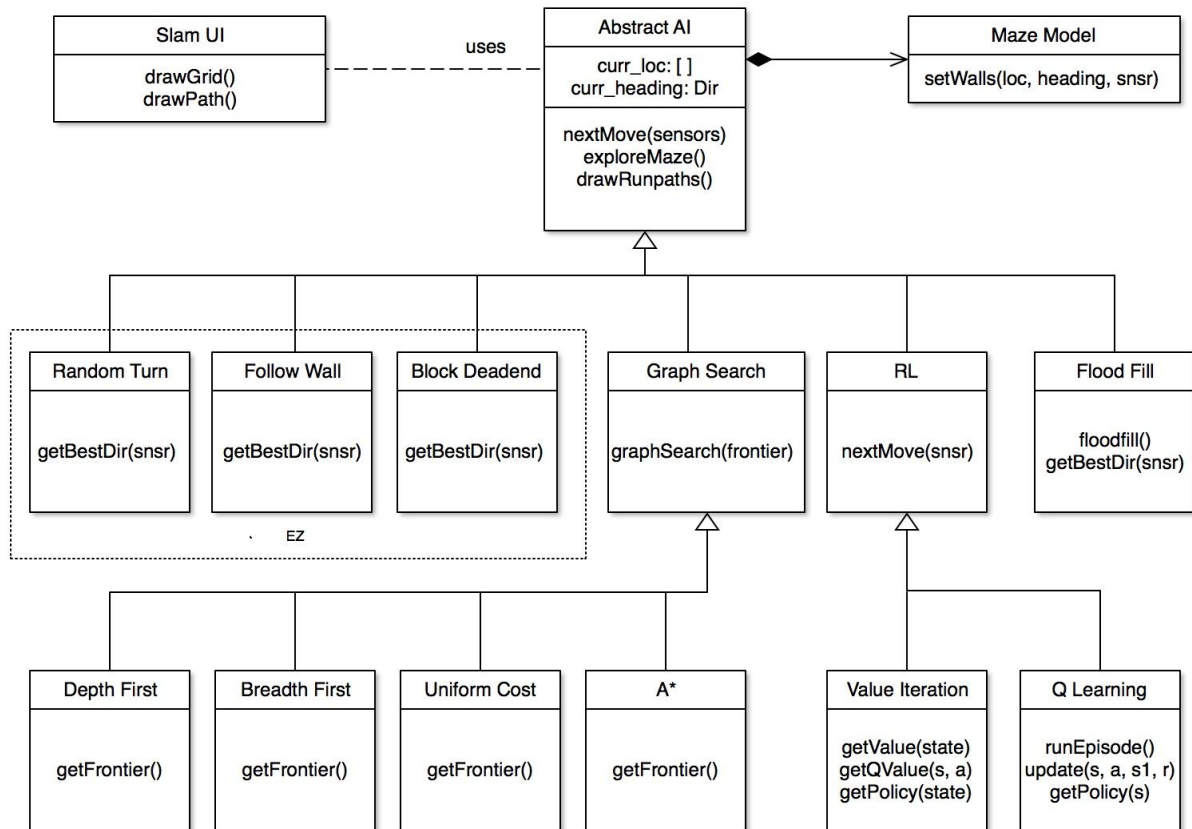 Slam UI
drawGrid()
drawPath()
uses
Abstract AI
curr_loc: [ ]
curr_heading: Dir
nextMove(sensors)
exploreMaze()
drawRunpaths()
Maze Model
setWalls(loc, heading, snsr)
Random Turn
getBestDir(snsr)
Follow Wall
getBestDir(snsr)
Block Deadend
getBestDir(snsr)
EZ
Graph Search
graphSearch(frontier)
RL
nextMove(snsr)
Flood Fill
floodfill()
getBestDir(snsr)
Depth First
getFrontier()
Breadth First
getFrontier()
Uniform Cost
getFrontier()
A*
getFrontier()
Value Iteration
getValue(state)
getQValue(s, a)
getPolicy(state)
Q Learning
runEpisode()
update(s, a, s1, r)
getPolicy(s)